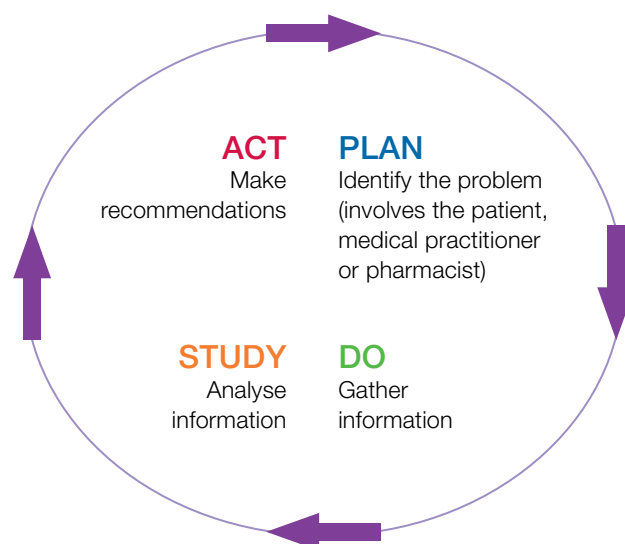 ACT
Make
recommendations
PLAN
Identify the problem
(involves the patient,
medical practitioner
or pharmacist)
STUDY
Analyse
information
DO
Gather
information